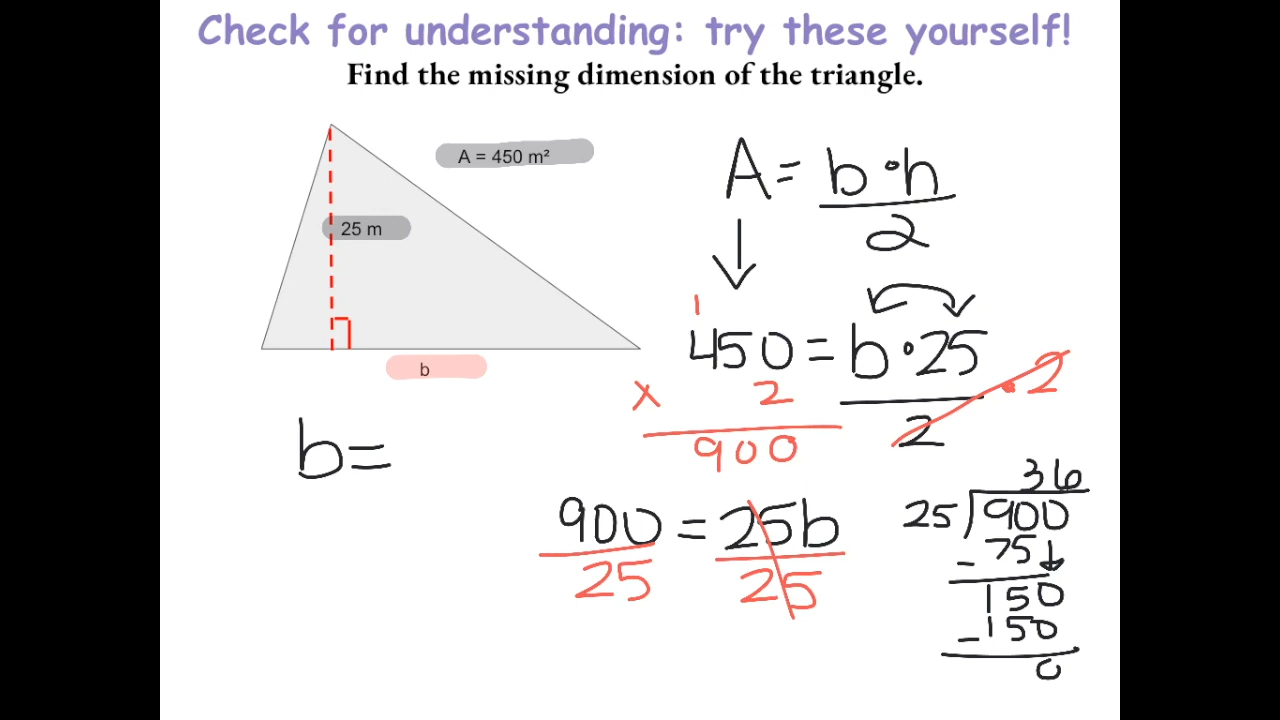 Check for understanding: try these yourself!
Find the missing dimension of the triangle.
A = 450 m²
25 m
b
b=
A= b·h
2
1
450 = b·25
x 2
2 ·2
900
900 = 25b
25 25
36
25 )900
- 75
150
- 150
0